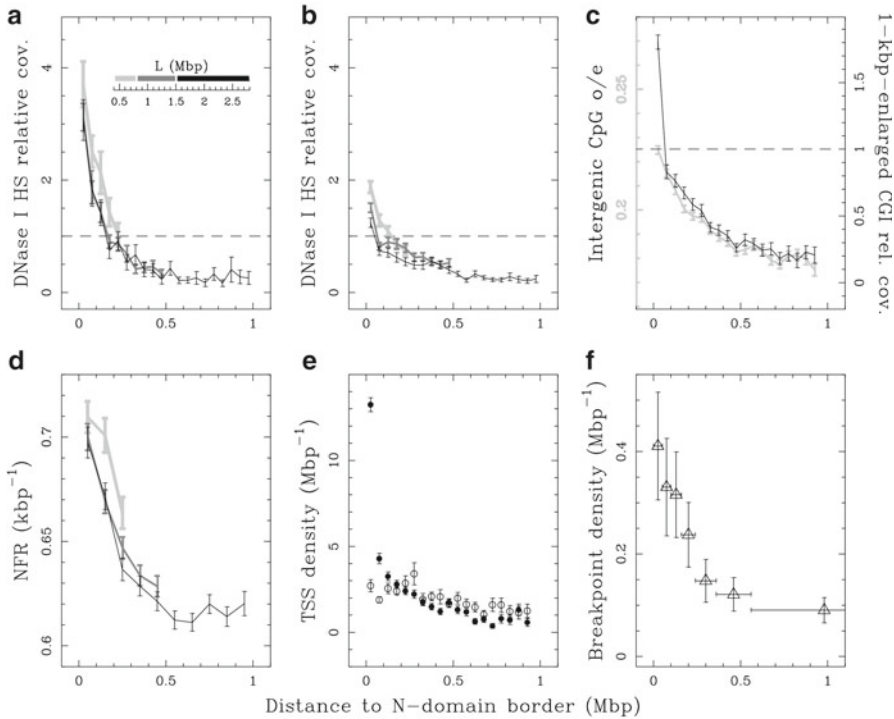 a
DNase I HS relative cov.
4
2
0
L (Mbp)
0.5 1 1.5 2 2.5
0 0.5 1
b
DNase I HS relative cov.
4
2
0
0 0.5 1
c
Intergenic CpG o/e
0.25
0.2
1-kbp-enlarged CGI rel. cov.
1.5
1
0.5
0
0 0.5 1
d
NFR (kbp⁻¹)
0.7
0.65
0.6
0 0.5 1
e
TSS density (Mbp⁻¹)
10
5
0
0 0.5 1
f
Breakpoint density (Mbp⁻¹)
0.4
0.2
0
0 0.5 1
Distance to N-domain border (Mbp)